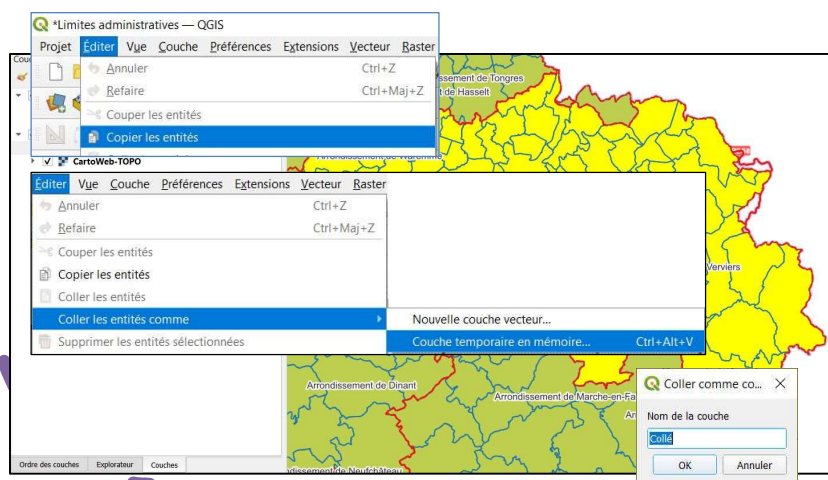 *Limites administratives — QGIS
Projet Éditer Vue Couche Préférences Extensions Vecteur Raster
Annuler Ctrl+Z
Refaire Ctrl+Maj+Z
Couper les entités
Copier les entités
ssement de Tongres
t de Hasselt
CartoWeb-TOPO
Éditer Vue Couche Préférences Extensions Vecteur Raster
Annuler Ctrl+Z
Refaire Ctrl+Maj+Z
Couper les entités
Copier les entités
Coller les entités
Coller les entités comme
Supprimer les entités sélectionnées
Nouvelle couche vecteur...
Couche temporaire en mémoire... Ctrl+Alt+V
Verviers
Arrondissement de Dinant
Arrondissement de Marche-en-Fa
Coller comme co...
Nom de la couche
Collé
OK Annuler
Ordre des couches Explorateur Couches